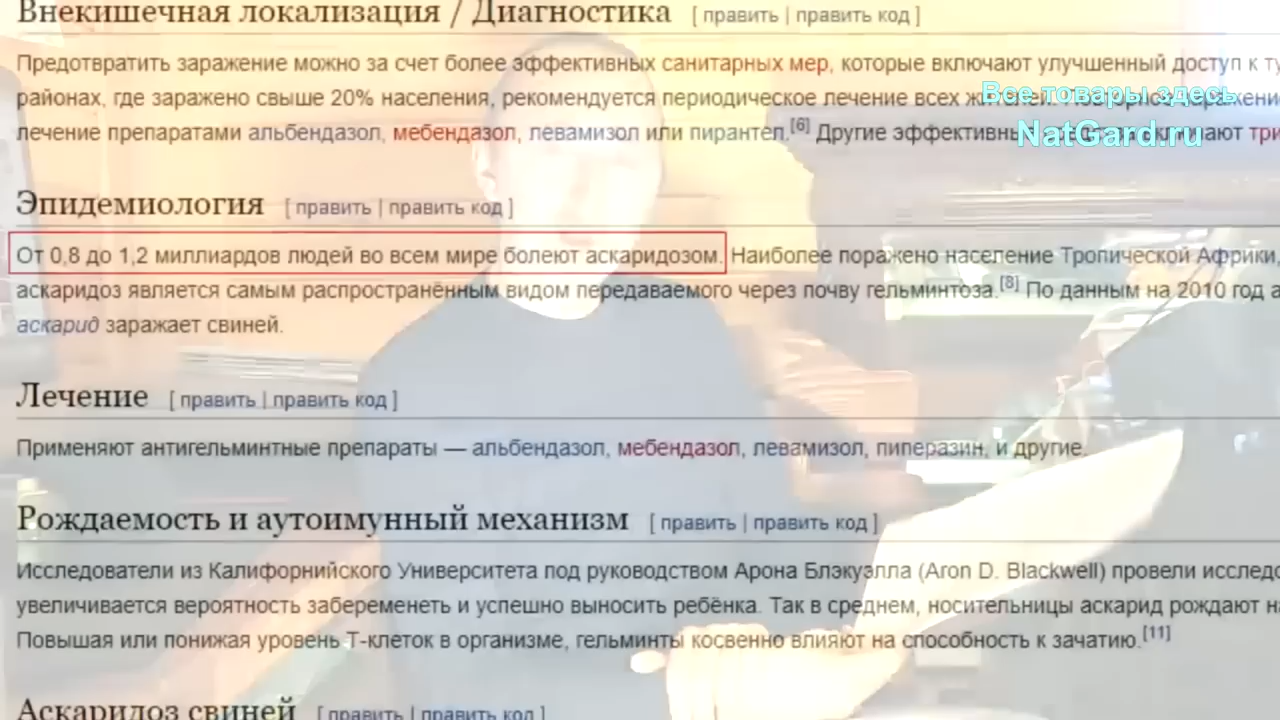 Внекишечная локализация / Диагностика [ править | править код ]
Предотвратить заражение можно за счет более эффективных санитарных мер, которые включают улучшенный доступ к ту
Все товары здесь
районах, где заражено свыше 20% населения, рекомендуется периодическое лечение всех
NatGard.ru
лечение препаратами альбендазол, мебендазол, левамизол или пирантел.[6] Другие три
Эпидемиология [ править | править код ]
От 0,8 до 1,2 миллиардов людей во всем мире болеют аскаридозом. Наиболее поражено население Тропической Африки,
аскаридоз является самым распространённым видом передаваемого через почву гельминтоза.[8] По данным на 2010 год а
аскарид заражает свиней.
Лечение [ править | править код ]
Применяют антигельминтные препараты — альбендазол, мебендазол, левамизол, пиперазин, и другие.
Рождаемость и аутоимунный механизм [ править | править код ]
Исследователи из Калифорнийского Университета под руководством Арона Блэкуэлла (Aron D. Blackwell) провели исследо
увеличивается вероятность забеременеть и успешно выносить ребёнка. Так в среднем, носительницы аскарид рождают на
Повышая или понижая уровень Т-клеток в организме, гельминты косвенно влияют на способность к зачатию.[11]
Аскаридоз свиней [ править | править код ]